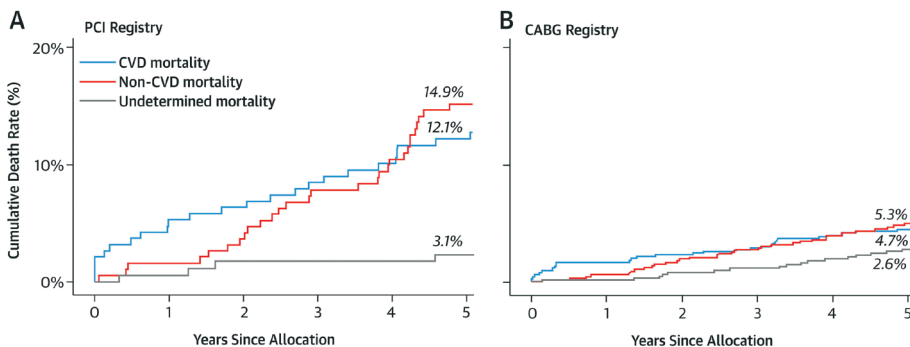 A
PCI Registry
20%
10%
0%
Cumulative Death Rate (%)
CVD mortality
Non-CVD mortality
Undetermined mortality
14.9%
12.1%
3.1%
0 1 2 3 4 5
Years Since Allocation
B
CABG Registry
5.3%
4.7%
2.6%
0 1 2 3 4 5
Years Since Allocation